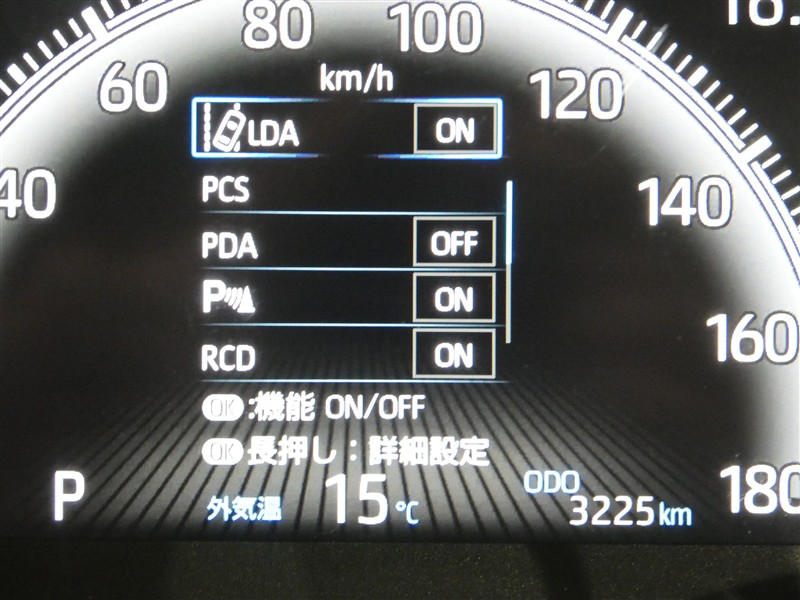 80 100
60 km/h 120
40 140
LDA ON
PCS
PDA OFF
P ON
RCD ON
160
OK:機能 ON/OFF
OK長押し：詳細設定
P 外気温 15℃ ODO 3225km 180